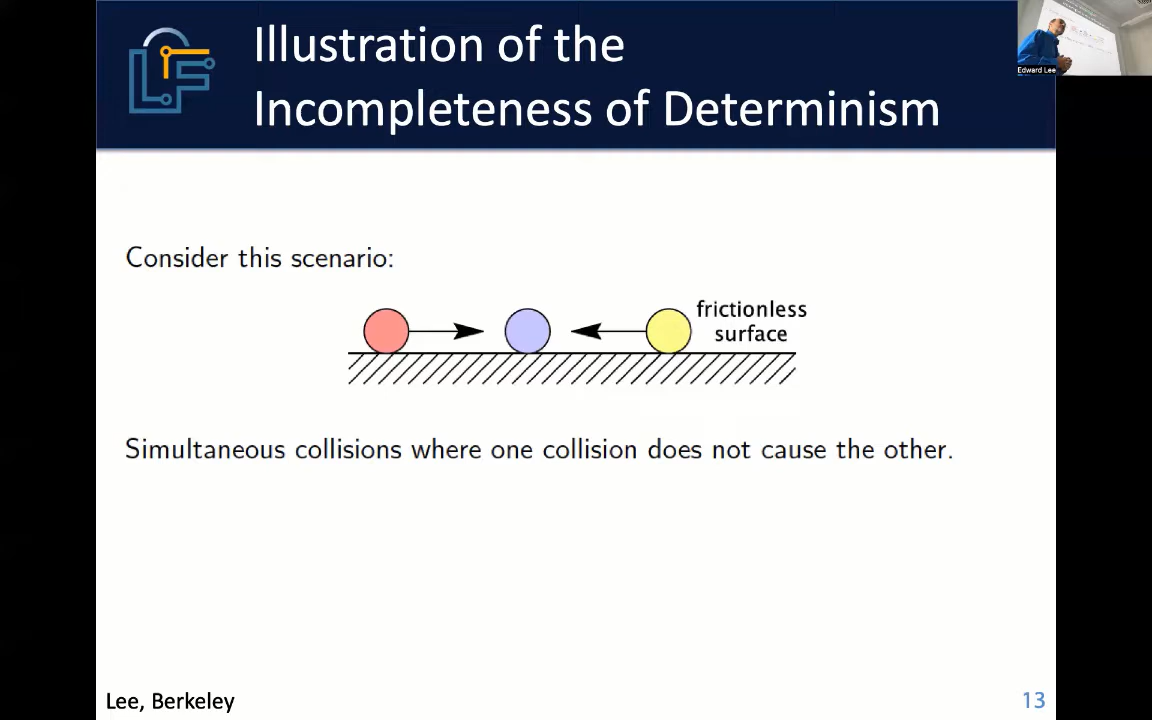 Illustration of the
Incompleteness of Determinism
Edward Lee
Consider this scenario:
frictionless
surface
Simultaneous collisions where one collision does not cause the other.
Lee, Berkeley
13